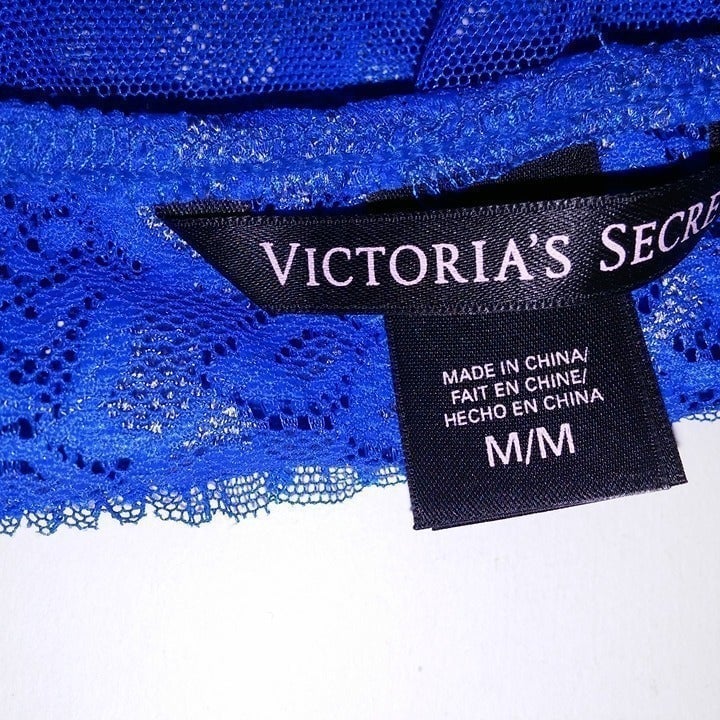 VICTORIA'S SECRE
MADE IN CHINA/
FAIT EN CHINE/
HECHO EN CHINA
M/M